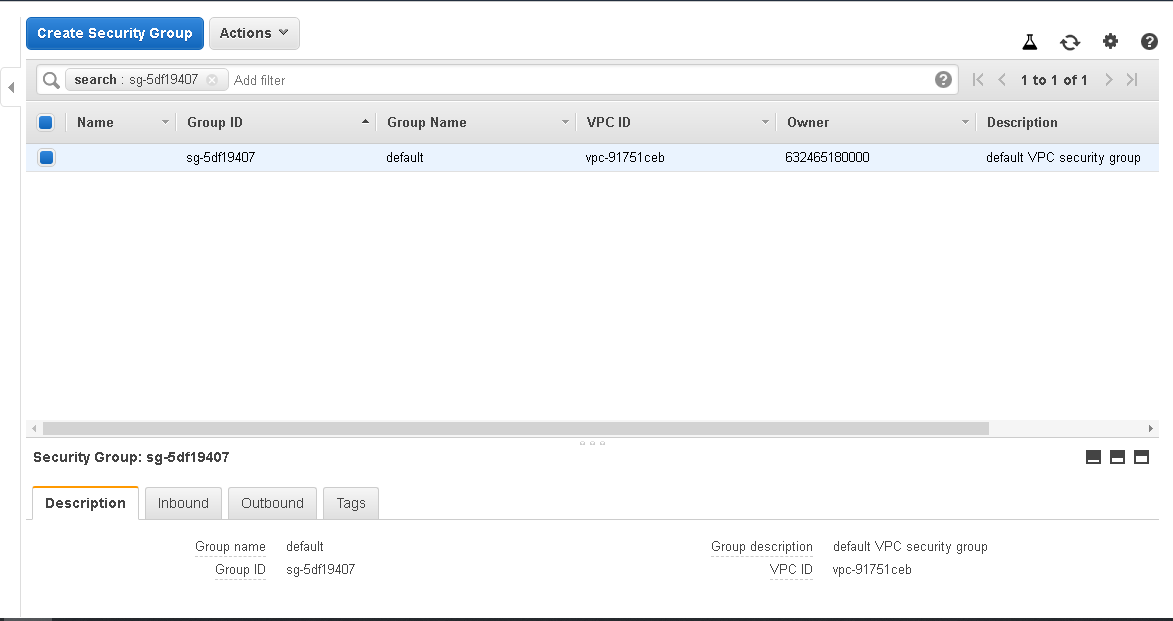 Create Security Group Actions
search : sg-5df19407 Add filter 1 to 1 of 1
Name Group ID Group Name VPC ID Owner Description
sg-5df19407 default vpc-91751ceb 632465180000 default VPC security group
Security Group: sg-5df19407
Description Inbound Outbound Tags
Group name default Group description default VPC security group
Group ID sg-5df19407 VPC ID vpc-91751ceb